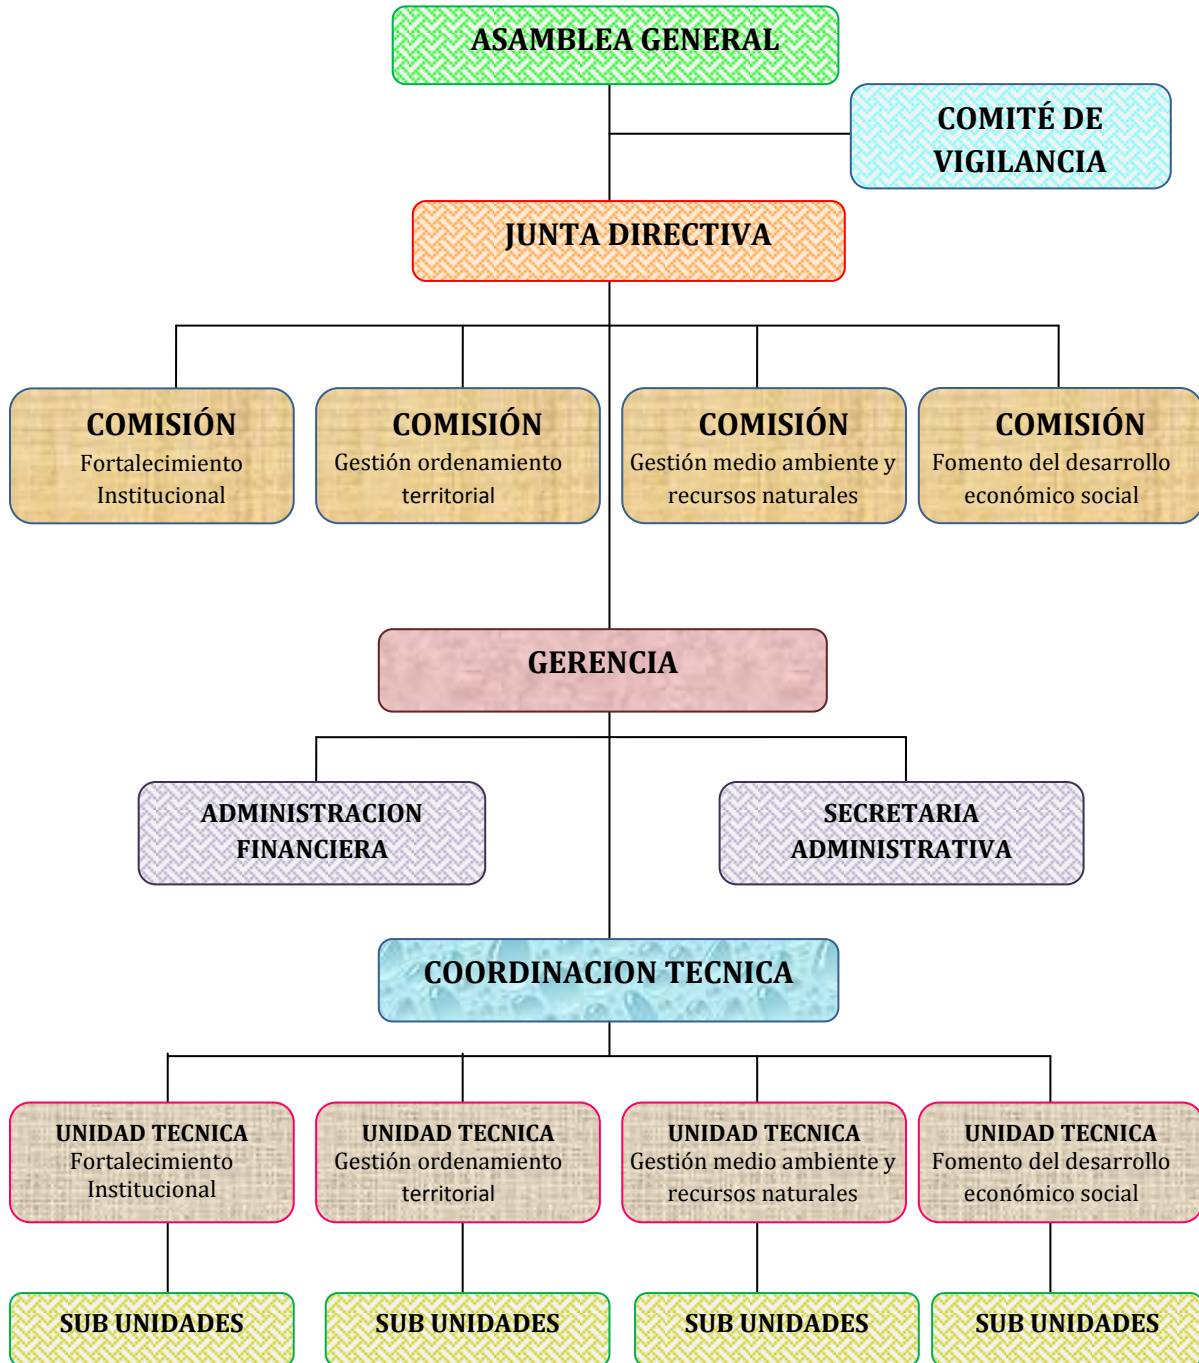 ASAMBLEA GENERAL
COMITÉ DE
VIGILANCIA
JUNTA DIRECTIVA
COMISIÓN
Fortalecimiento
Institucional
COMISIÓN
Gestión ordenamiento
territorial
COMISIÓN
Gestión medio ambiente y
recursos naturales
COMISIÓN
Fomento del desarrollo
económico social
GERENCIA
ADMINISTRACION
FINANCIERA
SECRETARIA
ADMINISTRATIVA
COORDINACION TECNICA
UNIDAD TECNICA
Fortalecimiento
Institucional
UNIDAD TECNICA
Gestión ordenamiento
territorial
UNIDAD TECNICA
Gestión medio ambiente y
recursos naturales
UNIDAD TECNICA
Fomento del desarrollo
económico social
SUB UNIDADES
SUB UNIDADES
SUB UNIDADES
SUB UNIDADES